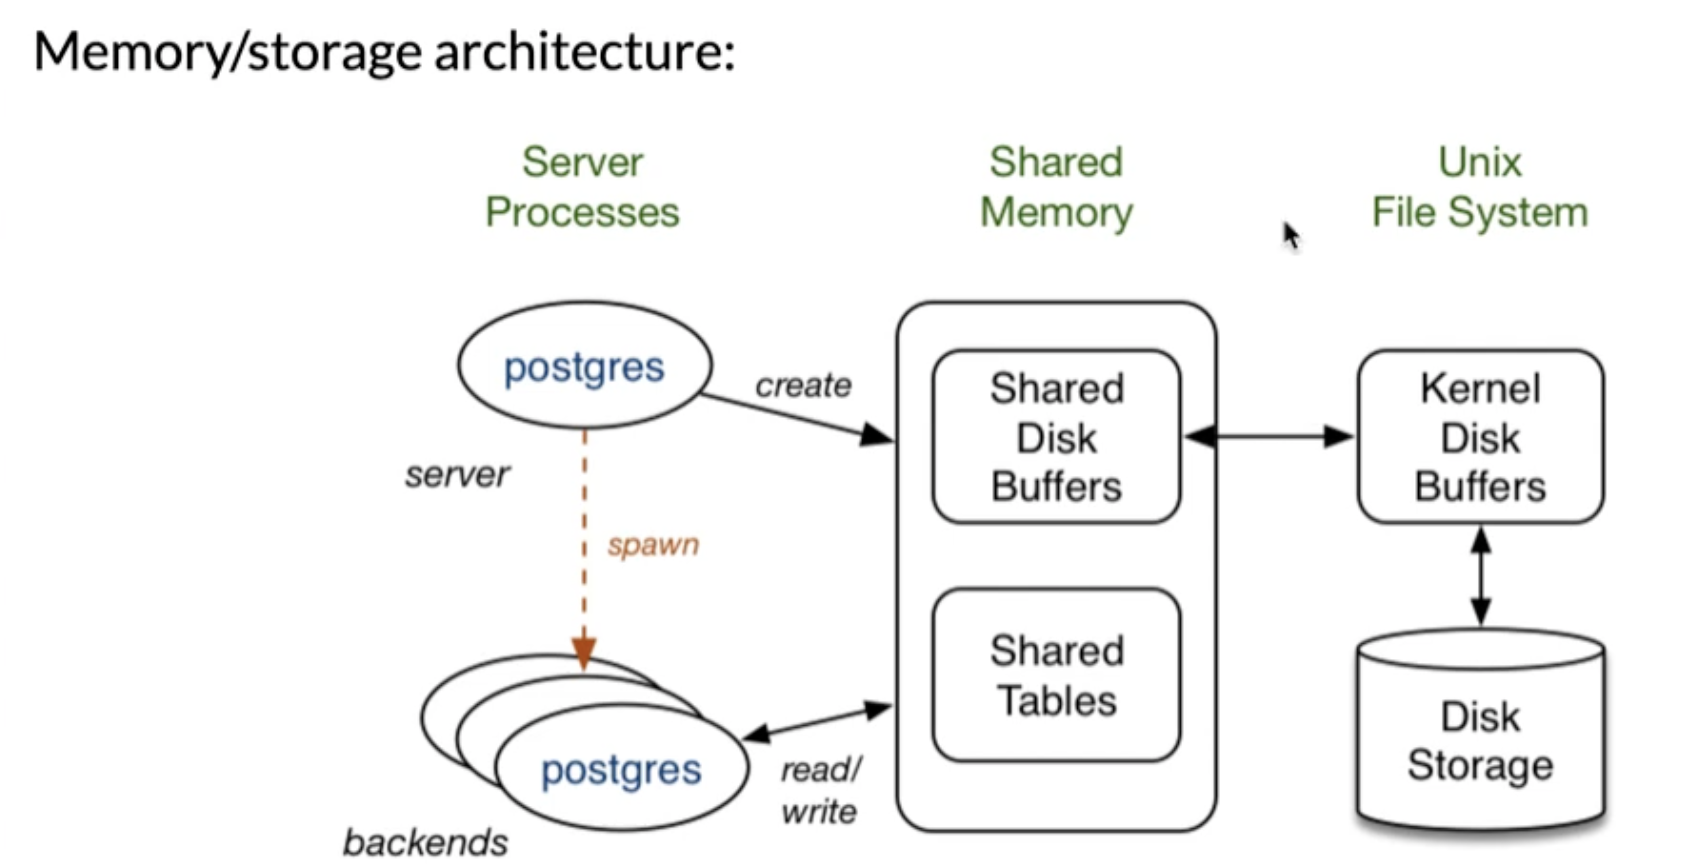 Memory/storage architecture:
Server
Processes
Shared
Memory
Unix
File System
postgres
create
server
spawn
Shared
Disk
Buffers
Kernel
Disk
Buffers
Shared
Tables
postgres
read/
write
backends
Disk
Storage